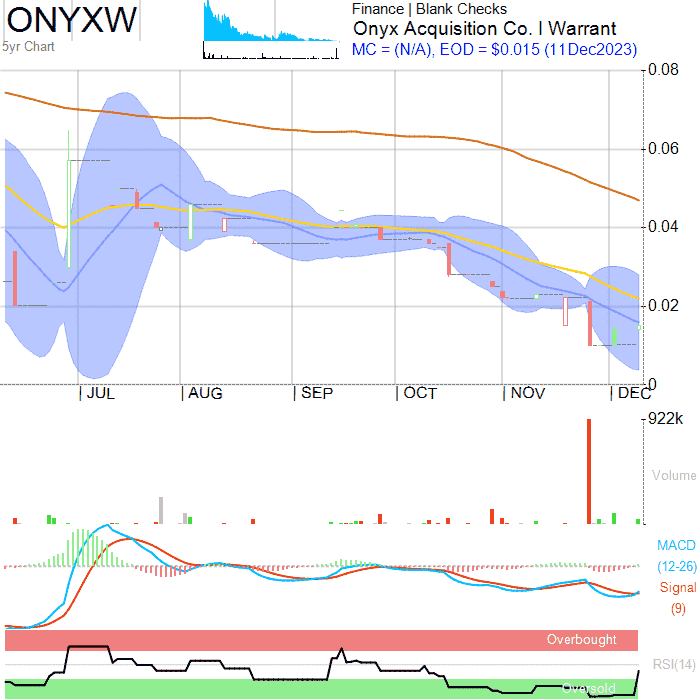 ONYXW
5yr Chart
Finance | Blank Checks
Onyx Acquisition Co. I Warrant
MC = (N/A), EOD = $0.015 (11Dec2023)
0.08
0.06
0.04
0.02
0
JUL
AUG
SEP
OCT
NOV
DEC
922k
Volume
MACD
(12-26)
Signal
(9)
Overbought
RSI(14)
Oversold